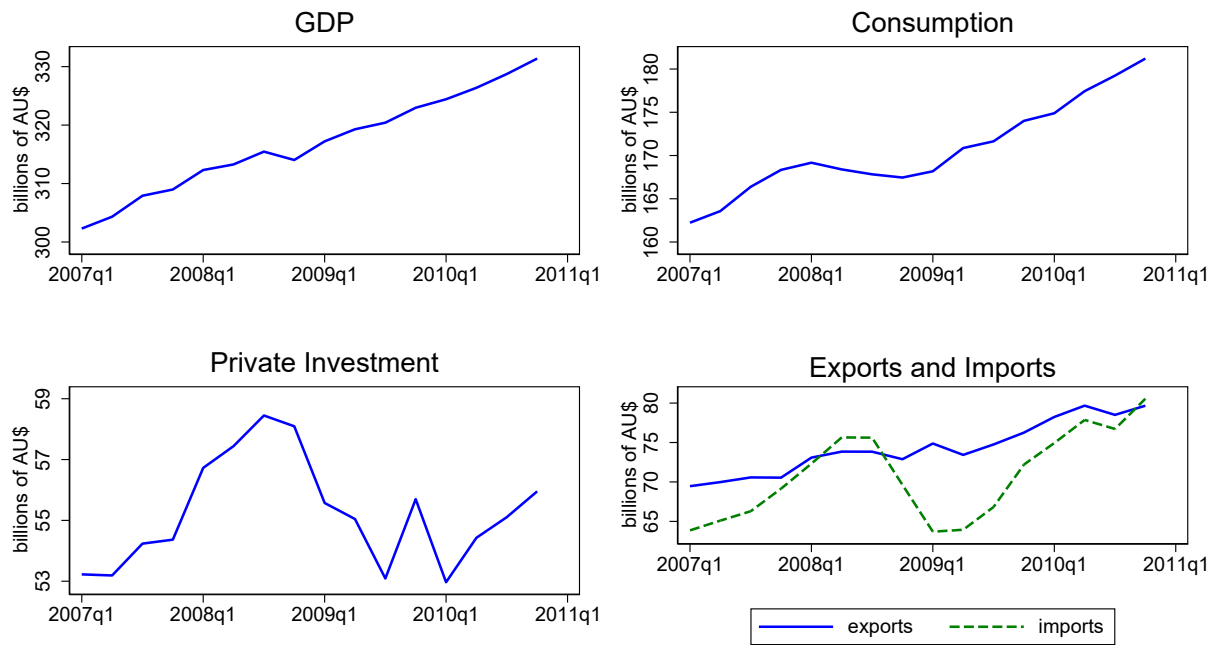 GDP
billions of AU$
330
320
310
300
2007q1 2008q1 2009q1 2010q1 2011q1
Consumption
billions of AU$
180
175
170
165
160
2007q1 2008q1 2009q1 2010q1 2011q1
Private Investment
billions of AU$
59
57
55
53
2007q1 2008q1 2009q1 2010q1 2011q1
Exports and Imports
billions of AU$
80
75
70
65
2007q1 2008q1 2009q1 2010q1 2011q1
exports imports